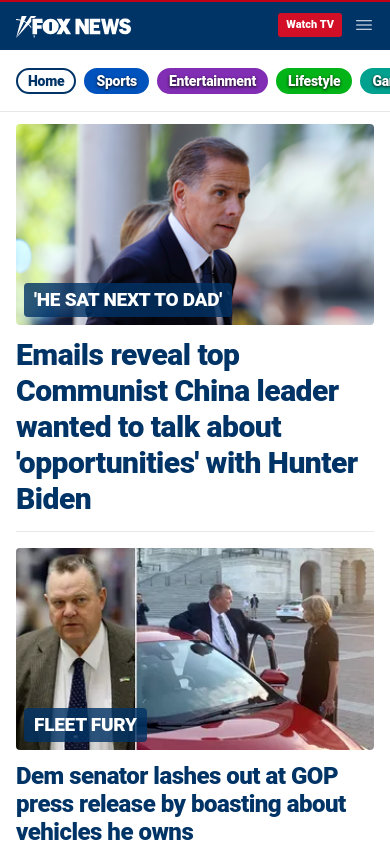 FOX NEWS
Watch TV
Home
Sports
Entertainment
Lifestyle
'HE SAT NEXT TO DAD'
Emails reveal top
Communist China leader
wanted to talk about
'opportunities' with Hunter
Biden
FLEET FURY
Dem senator lashes out at GOP
press release by boasting about
vehicles he owns